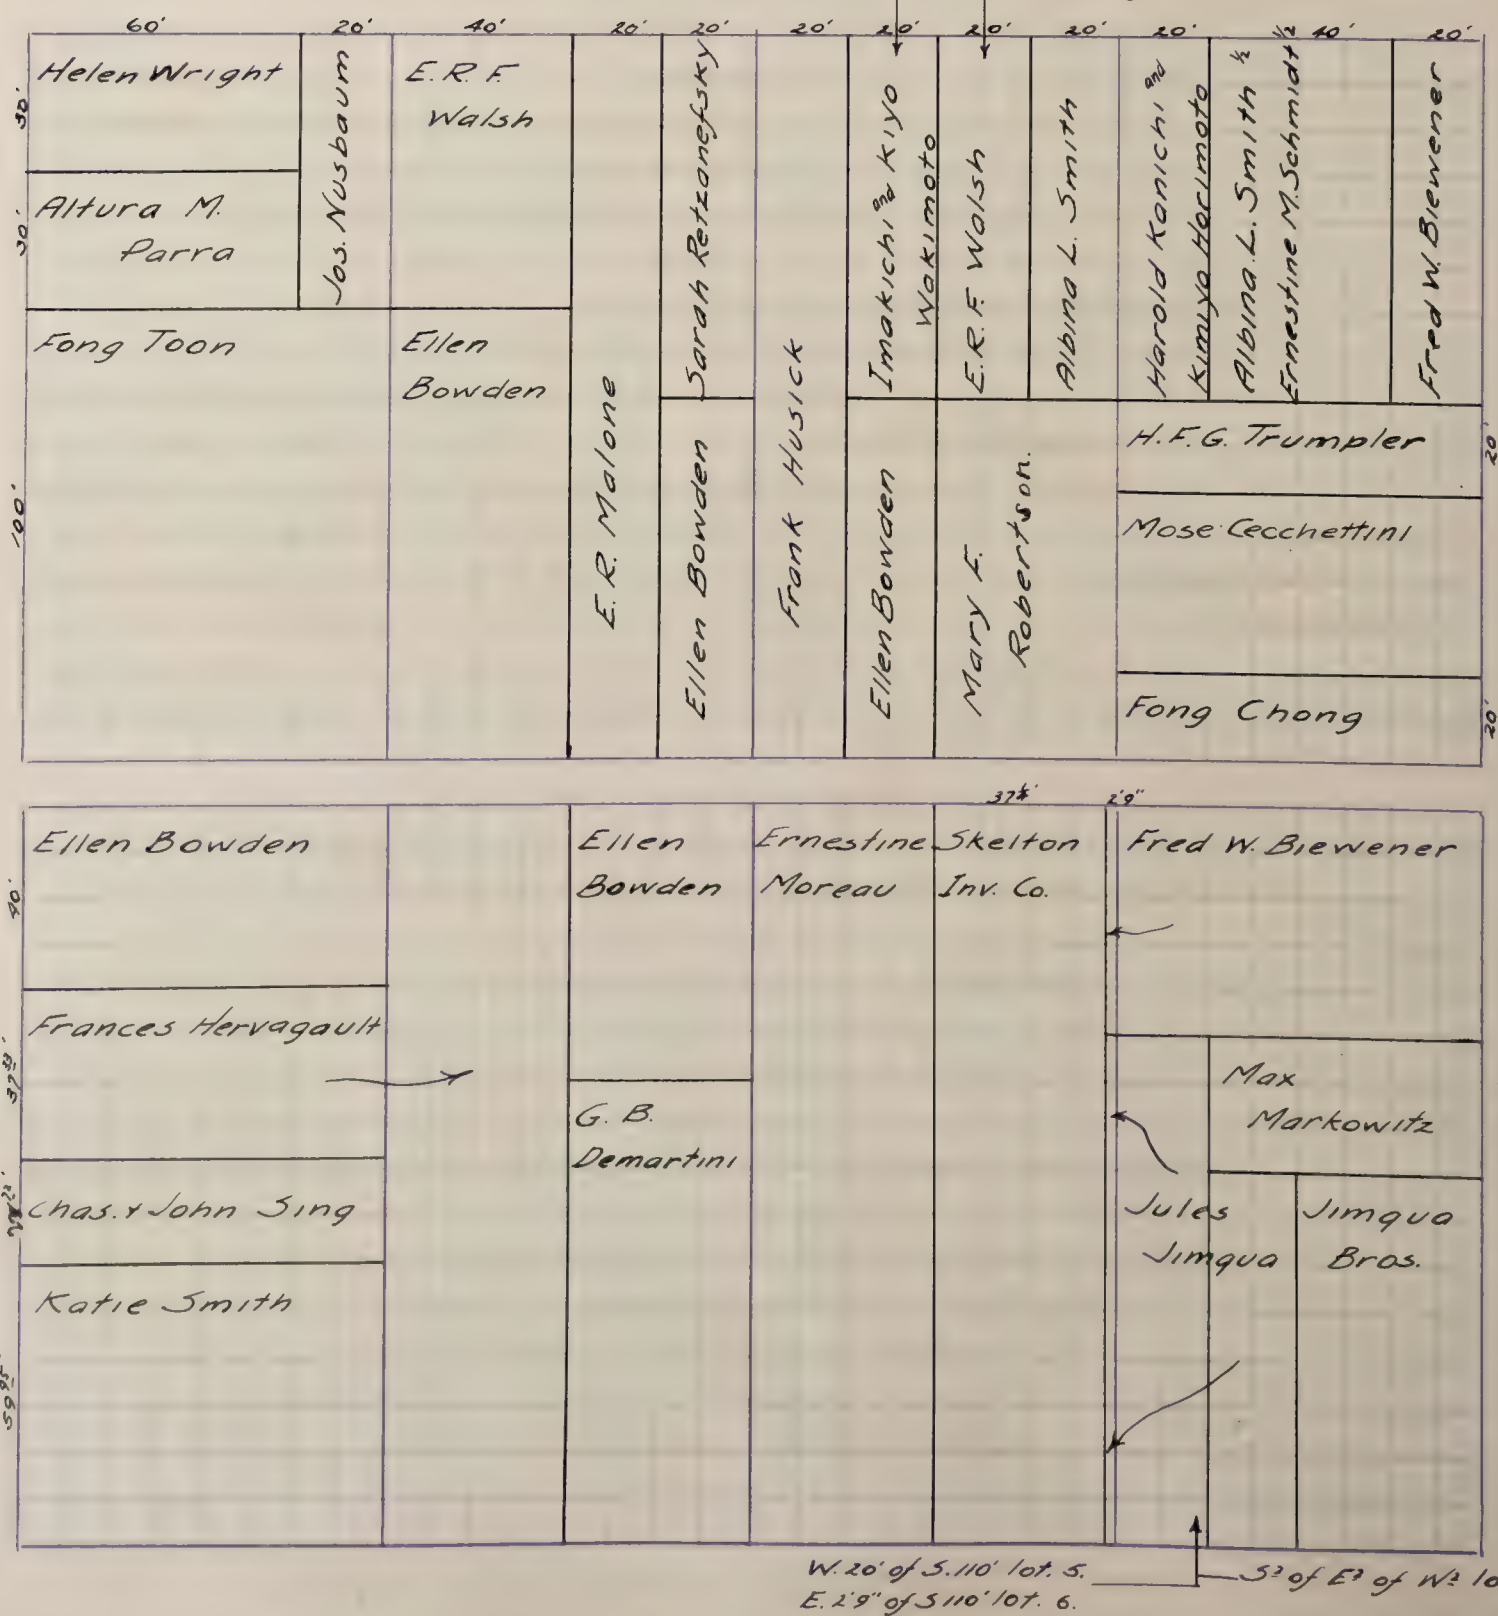 60' 20' 40' 20' 20' 20' 20' 20' 20' 20' 40' 20'
30'
Helen Wright
30'
Altura M.
Parra
Jos. Nusbaum
E. R. F.
Walsh
100'
Fong Toon
Ellen
Bowden
E. R. Malone
Sarah Retzanefsky
Ellen Bowden
Frank Husick
Imakichi and Kiyo
Wakimoto
Ellen Bowden
E. R. F. Walsh
Albina L. Smith
Mary F.
Robertson.
Harold Kanichi and
Kimiyo Horimoto
Albina L. Smith ½
Ernestine M. Schmidt ½
Fred W. Biewener
H. F. G. Trumpler
20'
Mose Cecchettini
Fong Chong
20'
2'9"
40'
Ellen Bowden
Frances Hervagault
Chas. & John Sing
59 95'
Katie Smith
Ellen
Bowden
G. B.
Demartini
Ernestine
Moreau
Skelton
Inv. Co.
Fred W. Biewener
Max
Markowitz
Jules
Jimqua
Jimqua
Bros.
W. 20' of S. 110' lot. 5.
E. 2'9" of S 110' lot. 6.
of of